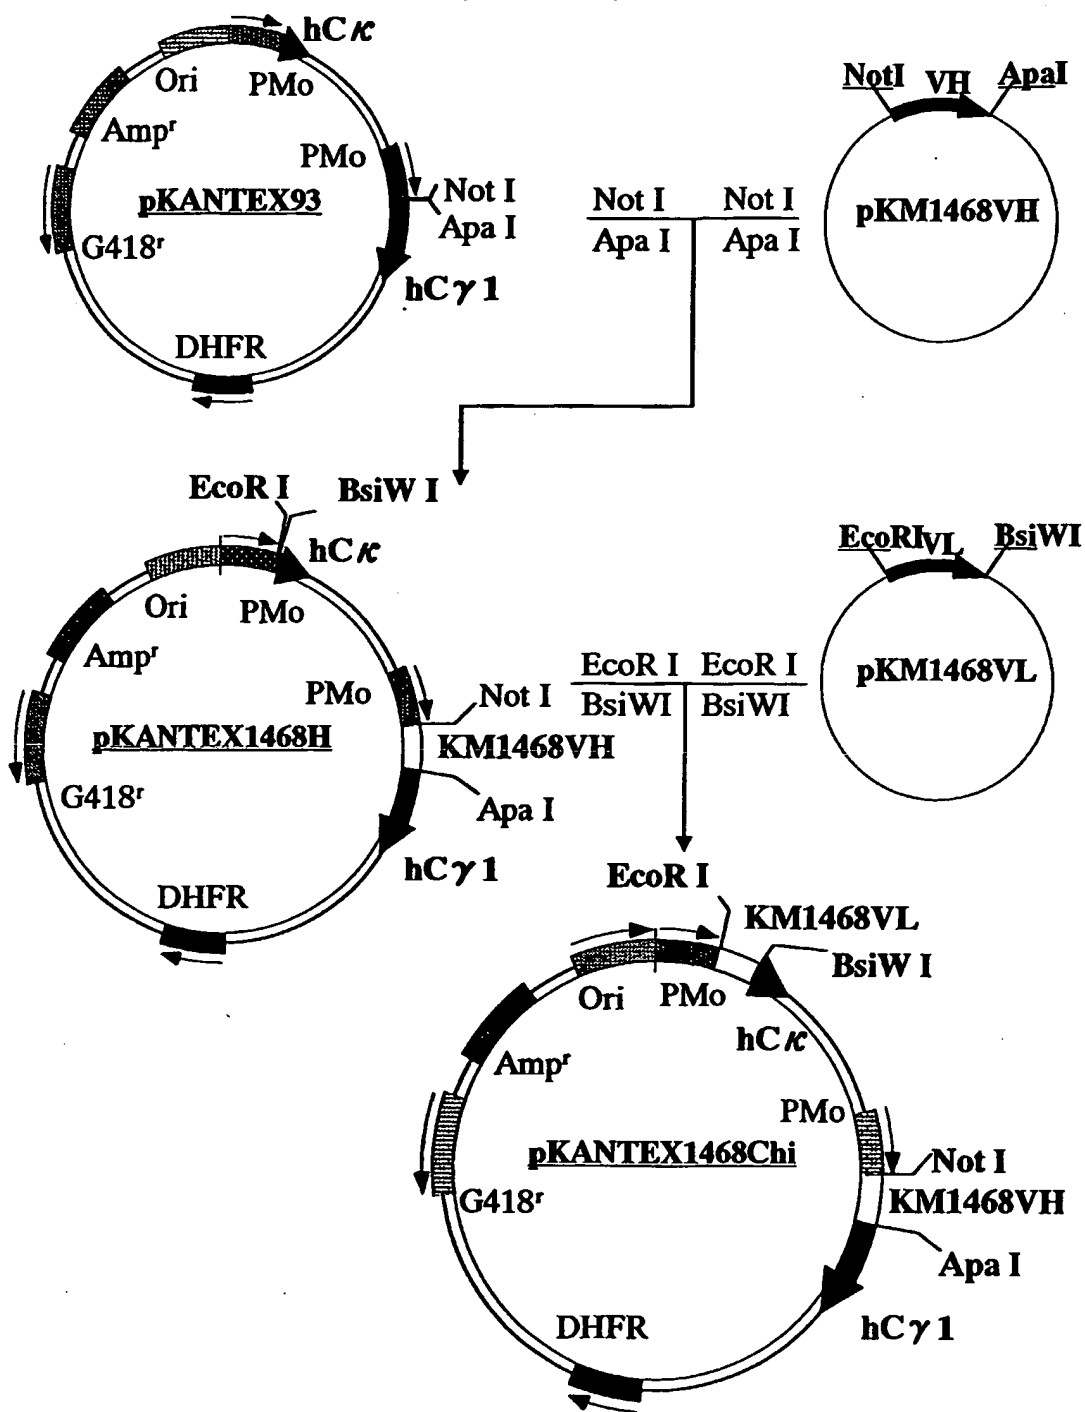 hCκ
Ori
PMo
Ampʳ
PMo
pKANTEX93
Not I
Apa I
G418ʳ
hCγ1
DHFR
NotI VH ApaI
pKM1468VH
Not I Not I
Apa I Apa I
EcoR I BsiW I
hCκ
Ori
PMo
Ampʳ
PMo
Not I
pKANTEX1468H
KM1468VH
G418ʳ
Apa I
hCγ1
DHFR
EcoRI VL BsiWI
pKM1468VL
EcoR I EcoR I
BsiWI BsiWI
EcoR I
KM1468VL
BsiW I
Ori PMo
hCκ
Ampʳ
PMo
pKANTEX1468Chi
Not I
G418ʳ
KM1468VH
Apa I
DHFR
hCγ1